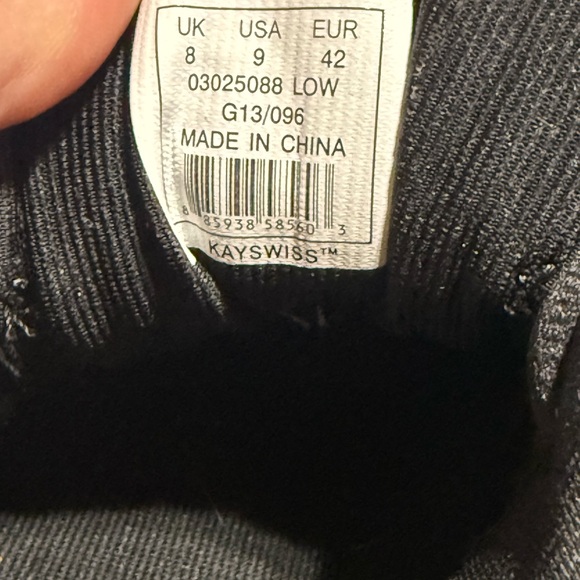 UK USA EUR
8 9 42
03025088 LOW
G13/096
MADE IN CHINA
8 85938 58560 3
KAYSWISS™